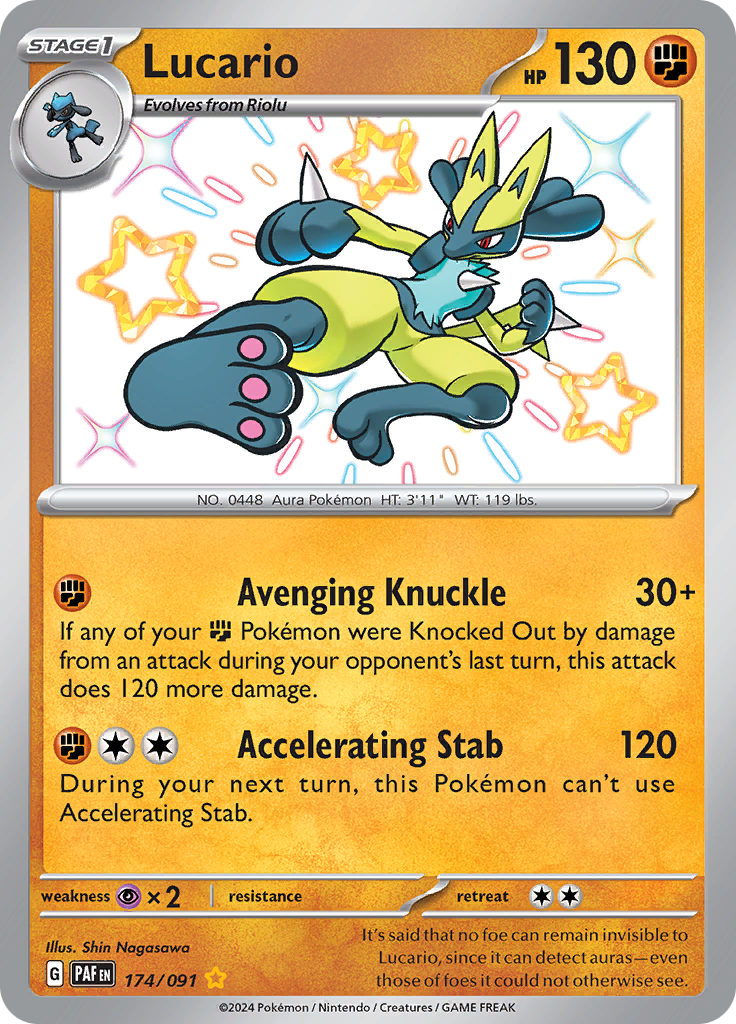 STAGE1
Lucario
HP 130
Evolves from Riolu
NO. 0448 Aura Pokémon HT: 3'11" WT: 119 lbs.
Avenging Knuckle 30+
If any of your Pokémon were Knocked Out by damage
from an attack during your opponent's last turn, this attack
does 120 more damage.
Accelerating Stab 120
During your next turn, this Pokémon can't use
Accelerating Stab.
weakness ×2 resistance retreat
Illus. Shin Nagasawa
G PAF EN 174/091
It's said that no foe can remain invisible to
Lucario, since it can detect auras—even
those of foes it could not otherwise see.
©2024 Pokémon / Nintendo / Creatures / GAME FREAK